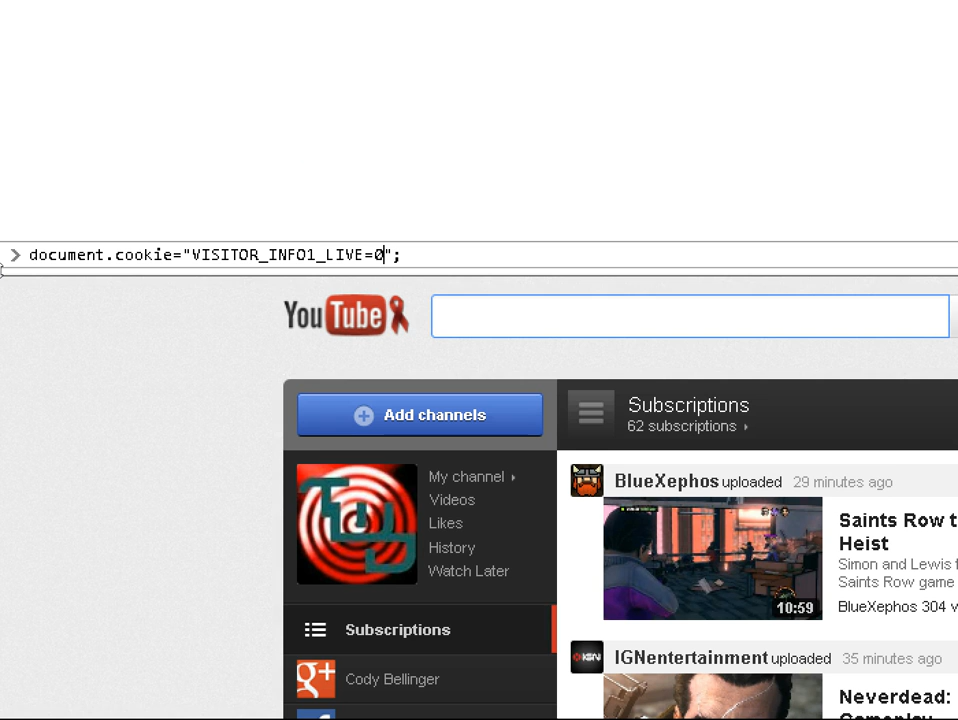 document.cookie="VISITOR_INFO1_LIVE=0";
YouTube
Add channels
Subscriptions
62 subscriptions
My channel
Videos
Likes
History
Watch Later
Subscriptions
Cody Bellinger
BlueXephos uploaded 29 minutes ago
10:59
Saints Row t
Heist
Simon and Lewis f
Saints Row game
BlueXephos 304 v
IGN
IGNentertainment uploaded 35 minutes ago
Neverdead:
Gameplay